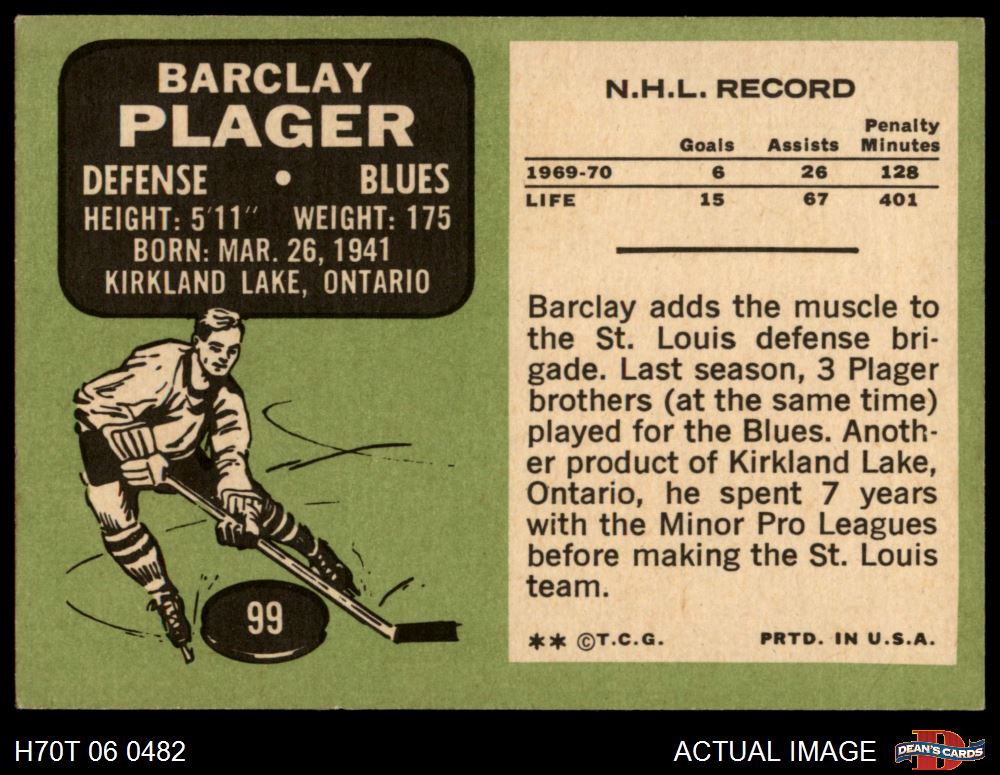 BARCLAY
PLAGER
DEFENSE • BLUES
HEIGHT: 5'11" WEIGHT: 175
BORN: MAR. 26, 1941
KIRKLAND LAKE, ONTARIO
99
N.H.L. RECORD
Goals Assists Penalty Minutes
1969-70 6 26 128
LIFE 15 67 401
Barclay adds the muscle to
the St. Louis defense bri-
gade. Last season, 3 Plager
brothers (at the same time)
played for the Blues. Anoth-
er product of Kirkland Lake,
Ontario, he spent 7 years
with the Minor Pro Leagues
before making the St. Louis
team.
** ©T.C.G. PRTD. IN U.S.A.
H70T 06 0482
ACTUAL IMAGE
D
DEAN'S CARDS